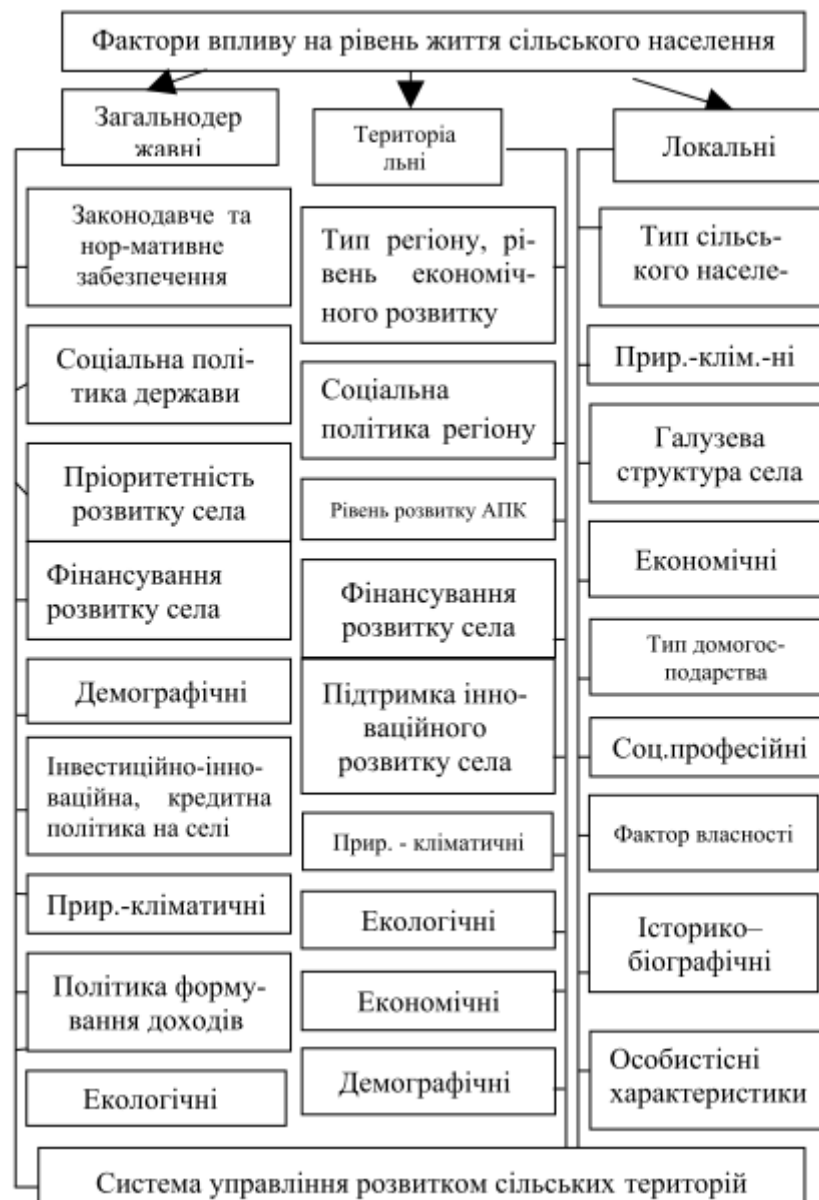 Фактори впливу на рівень життя сільського населення
Загальнодер
жавні
Законодавче та
нор-мативне
забезпечення
Соціальна полі-
тика держави
Пріоритетність
розвитку села
Фінансування
розвитку села
Демографічні
Інвестиційно-інно-
ваційна, кредитна
політика на селі
Прир.-кліматичні
Політика форму-
вання доходів
Екологічні
Територіа
льні
Тип регіону, рі-
вень економіч-
ного розвитку
Соціальна
політика регіону
Рівень розвитку АПК
Фінансування
розвитку села
Підтримка інно-
ваційного
розвитку села
Прир. - кліматичні
Екологічні
Економічні
Демографічні
Локальні
Тип сільсь-
кого населе-
Прир.-клім.-ні
Галузева
структура села
Економічні
Тип домогос-
подарства
Соц.професійні
Фактор власності
Історико–
біографічні
Особистісні
характеристики
Система управління розвитком сільських територій